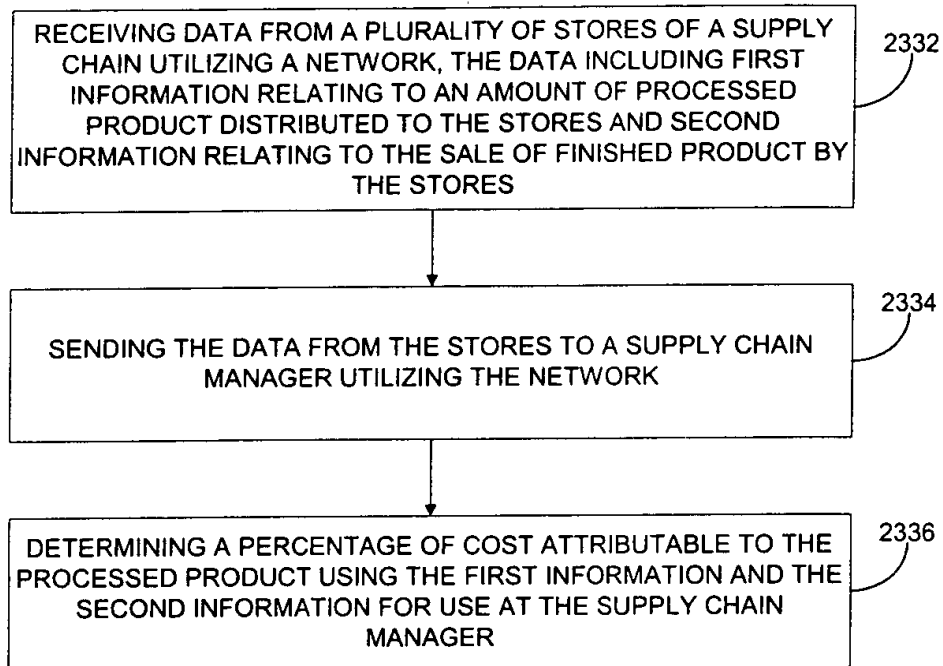 RECEIVING DATA FROM A PLURALITY OF STORES OF A SUPPLY
CHAIN UTILIZING A NETWORK, THE DATA INCLUDING FIRST
INFORMATION RELATING TO AN AMOUNT OF PROCESSED
PRODUCT DISTRIBUTED TO THE STORES AND SECOND
INFORMATION RELATING TO THE SALE OF FINISHED PRODUCT BY
THE STORES
2332
SENDING THE DATA FROM THE STORES TO A SUPPLY CHAIN
MANAGER UTILIZING THE NETWORK
2334
DETERMINING A PERCENTAGE OF COST ATTRIBUTABLE TO THE
PROCESSED PRODUCT USING THE FIRST INFORMATION AND THE
SECOND INFORMATION FOR USE AT THE SUPPLY CHAIN
MANAGER
2336